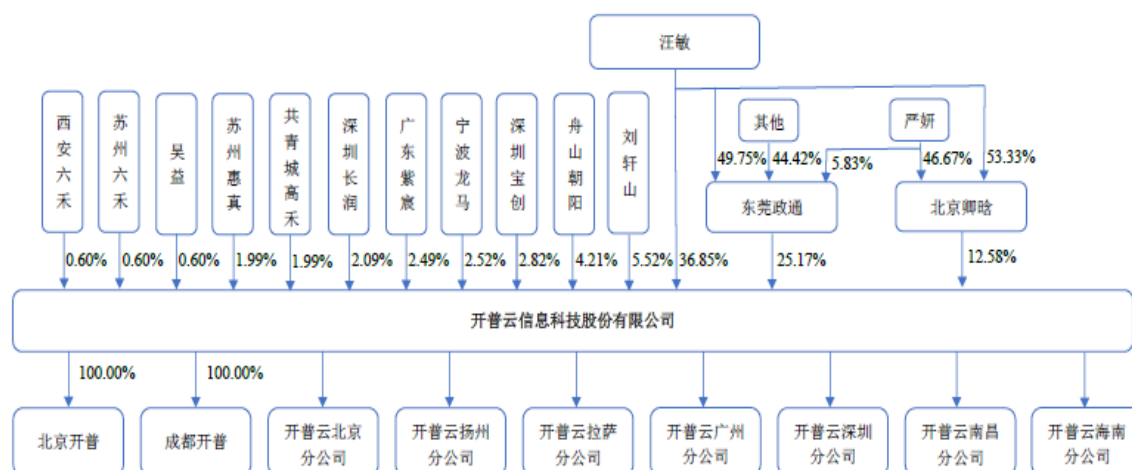 汪敏
西安六禾
苏州六禾
吴益
苏州惠真
共青城高禾
深圳长润
广东紫宸
宁波龙马
深圳宝创
舟山朝阳
刘轩山
其他
严妍
49.75%
44.42%
5.83%
46.67%
53.33%
东莞政通
北京卿晗
0.60%
0.60%
0.60%
1.99%
1.99%
2.09%
2.49%
2.52%
2.82%
4.21%
5.52%
36.85%
25.17%
12.58%
开普云信息科技股份有限公司
100.00%
100.00%
北京开普
成都开普
开普云北京
分公司
开普云扬州
分公司
开普云拉萨
分公司
开普云广州
分公司
开普云深圳
分公司
开普云南昌
分公司
开普云海南
分公司